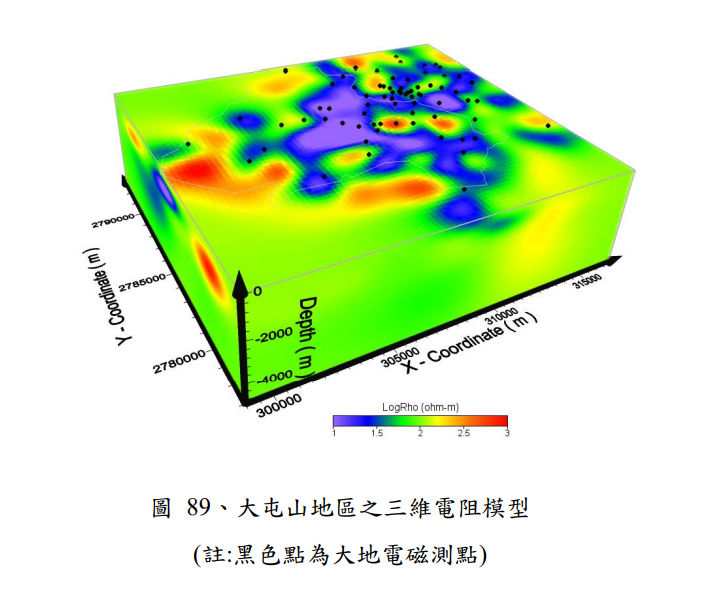 2790000
2785000
2780000
Y - Coordinate ( m )
0
-2000
-4000
Depth ( m )
300000
305000
310000
315000
X - Coordinate ( m )
LogRho (ohm-m)
1 1.5 2 2.5 3
圖 89、大屯山地區之三維電阻模型
(註:黑色點為大地電磁測點)